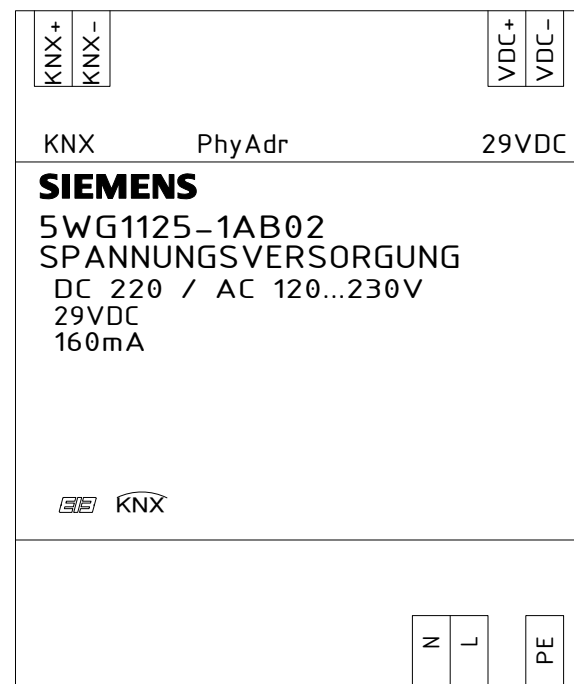 KNX+ KNX- VDC+ VDC-
KNX PhyAdr 29VDC
SIEMENS
5WG1125-1AB02
SPANNUNGSVERSORGUNG
DC 220 / AC 120...230V
29VDC
160mA
EIB KNX
N L PE